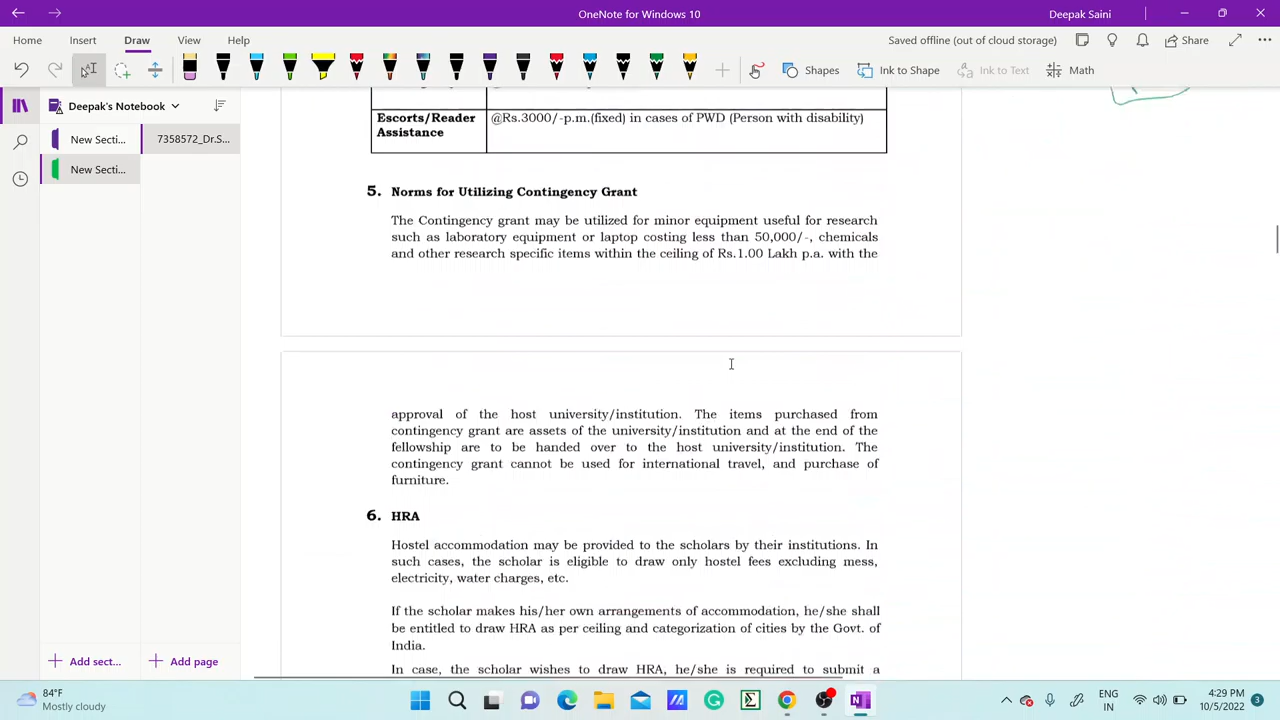 OneNote for Windows 10
Deepak Saini
Home
Insert
Draw
View
Help
Saved offline (out of cloud storage)
Share
Shapes
Ink to Shape
Ink to Text
Math
Deepak's Notebook
New Secti...
7358572_Dr.S...
New Secti...
Escorts/Reader Assistance
@Rs.3000/-p.m.(fixed) in cases of PWD (Person with disability)
5. Norms for Utilizing Contingency Grant
The Contingency grant may be utilized for minor equipment useful for research
such as laboratory equipment or laptop costing less than 50,000/-, chemicals
and other research specific items within the ceiling of Rs.1.00 Lakh p.a. with the
approval of the host university/institution. The items purchased from
contingency grant are assets of the university/institution and at the end of the
fellowship are to be handed over to the host university/institution. The
contingency grant cannot be used for international travel, and purchase of
furniture.
6. HRA
Hostel accommodation may be provided to the scholars by their institutions. In
such cases, the scholar is eligible to draw only hostel fees excluding mess,
electricity, water charges, etc.
If the scholar makes his/her own arrangements of accommodation, he/she shall
be entitled to draw HRA as per ceiling and categorization of cities by the Govt. of
India.
In case, the scholar wishes to draw HRA, he/she is required to submit a
Add sect...
Add page
84°F
Mostly cloudy
ENG
IN
4:29 PM
10/5/2022
3